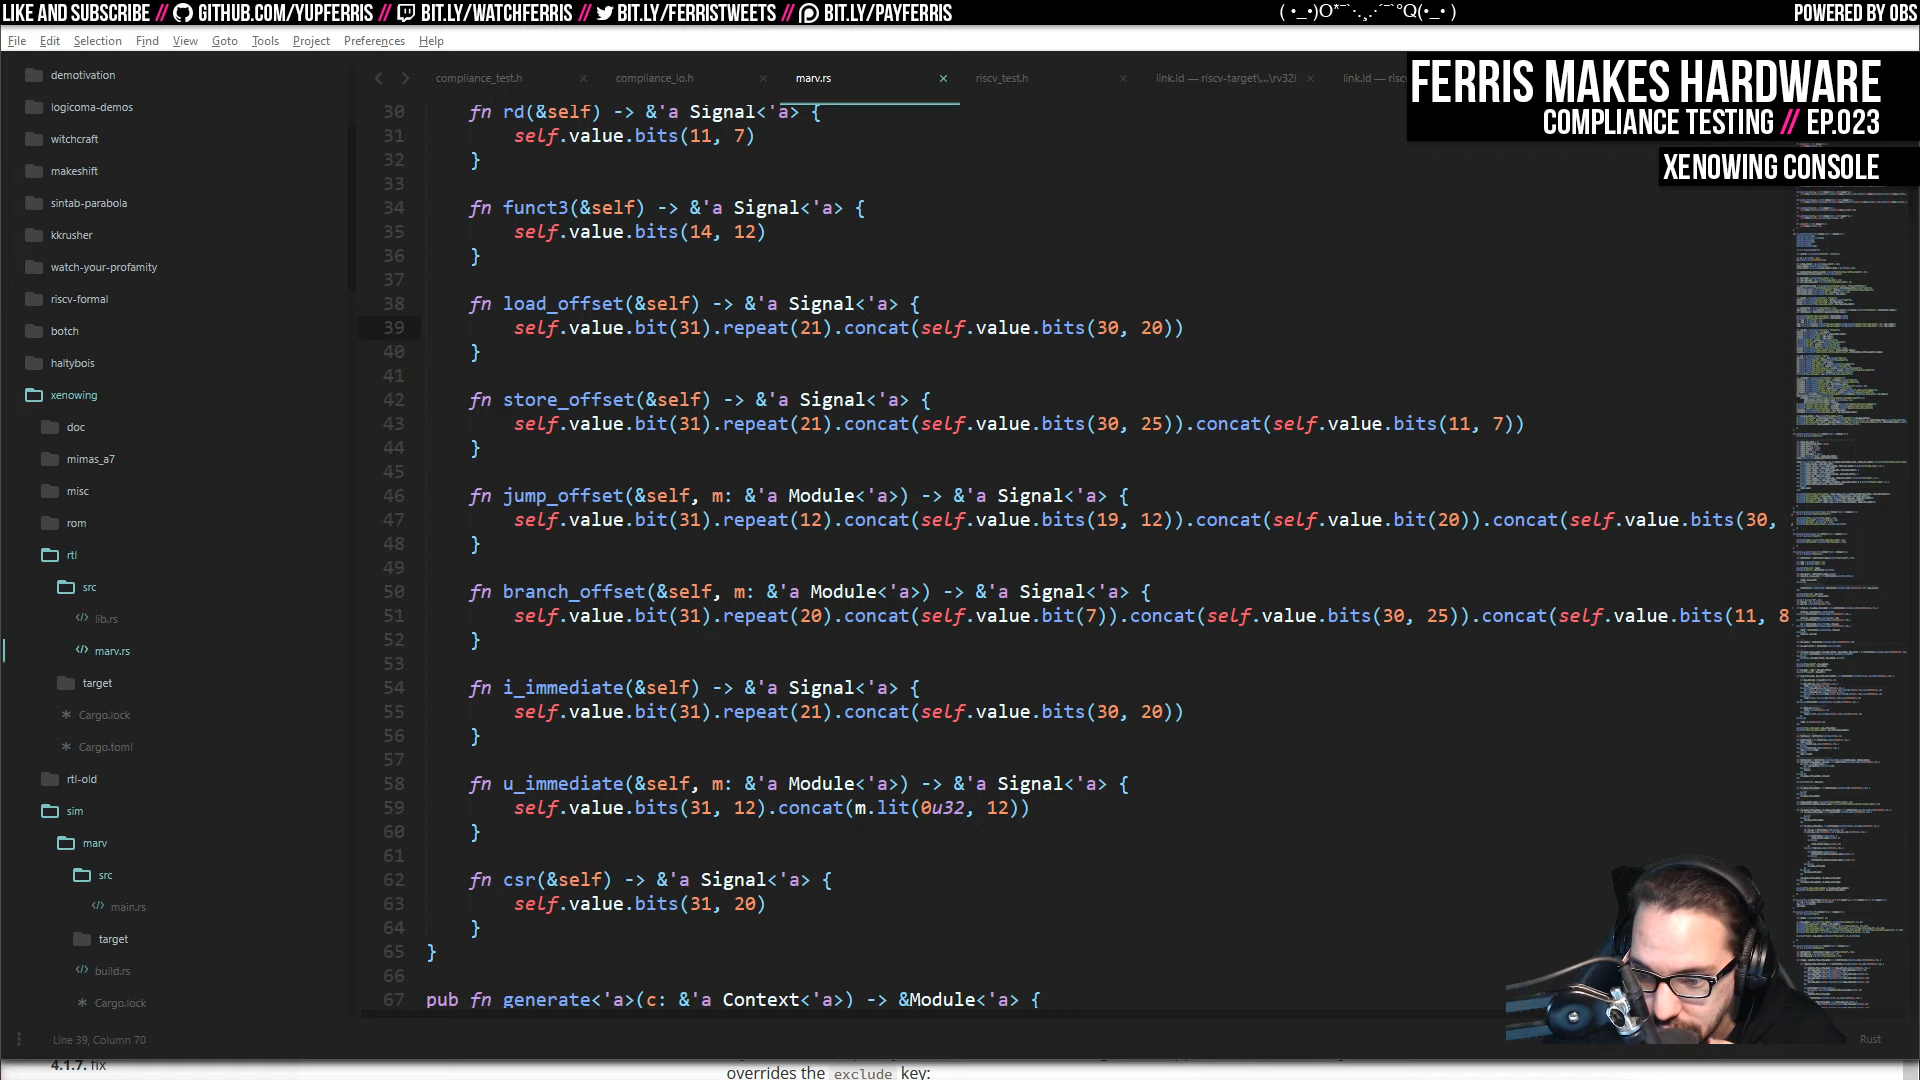 LIKE AND SUBSCRIBE // GITHUB.COM/YUPFERRIS // BIT.LY/WATCHFERRIS // BIT.LY/FERRISTWEETS // BIT.LY/PAYFERRIS
POWERED BY OBS
File Edit Selection Find View Goto Tools Project Preferences Help
FERRIS MAKES HARDWARE
COMPLIANCE TESTING // EP.023
XENOWING CONSOLE
demotivation
logicoma-demos
witchcraft
makeshift
sintab-parabola
kkrusher
watch-your-profamity
riscv-formal
botch
haltybois
xenowing
doc
mimas_a7
misc
rom
rtl
src
lib.rs
marv.rs
target
Cargo.lock
Cargo.toml
rtl-old
sim
marv
src
main.rs
target
build.rs
Cargo.lock
compliance_test.h × compliance_io.h × marv.rs × riscv_test.h × link.ld — riscv-target\...\rv32i × link.ld — riscv
30 fn rd(&self) -> &'a Signal<'a> {
31 self.value.bits(11, 7)
32 }
33
34 fn funct3(&self) -> &'a Signal<'a> {
35 self.value.bits(14, 12)
36 }
37
38 fn load_offset(&self) -> &'a Signal<'a> {
39 self.value.bit(31).repeat(21).concat(self.value.bits(30, 20))
40 }
41
42 fn store_offset(&self) -> &'a Signal<'a> {
43 self.value.bit(31).repeat(21).concat(self.value.bits(30, 25)).concat(self.value.bits(11, 7))
44 }
45
46 fn jump_offset(&self, m: &'a Module<'a>) -> &'a Signal<'a> {
47 self.value.bit(31).repeat(12).concat(self.value.bits(19, 12)).concat(self.value.bit(20)).concat(self.value.bits(30,
48 }
49
50 fn branch_offset(&self, m: &'a Module<'a>) -> &'a Signal<'a> {
51 self.value.bit(31).repeat(20).concat(self.value.bit(7)).concat(self.value.bits(30, 25)).concat(self.value.bits(11, 8
52 }
53
54 fn i_immediate(&self) -> &'a Signal<'a> {
55 self.value.bit(31).repeat(21).concat(self.value.bits(30, 20))
56 }
57
58 fn u_immediate(&self, m: &'a Module<'a>) -> &'a Signal<'a> {
59 self.value.bits(31, 12).concat(m.lit(0u32, 12))
60 }
61
62 fn csr(&self) -> &'a Signal<'a> {
63 self.value.bits(31, 20)
64 }
65 }
66
67 pub fn generate<'a>(c: &'a Context<'a>) -> &Module<'a> {
Line 39, Column 70
Rust
4.1.7. fix
overrides the exclude key: